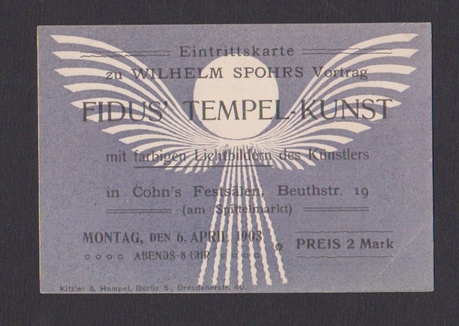 Eintrittskarte
zu WILHELM SPOHRS Vortrag
FIDUS' TEMPEL-KUNST
mit farbigen Lichtbildern des Künstlers
in Cohn's Festsälen, Beuthstr. 19
(am Spittelmarkt)
MONTAG, DEN 6. APRIL 1903
ABENDS 8 UHR
PREIS 2 Mark
Kitzler & Hempel, Berlin S., Dresdenerstr. 80.